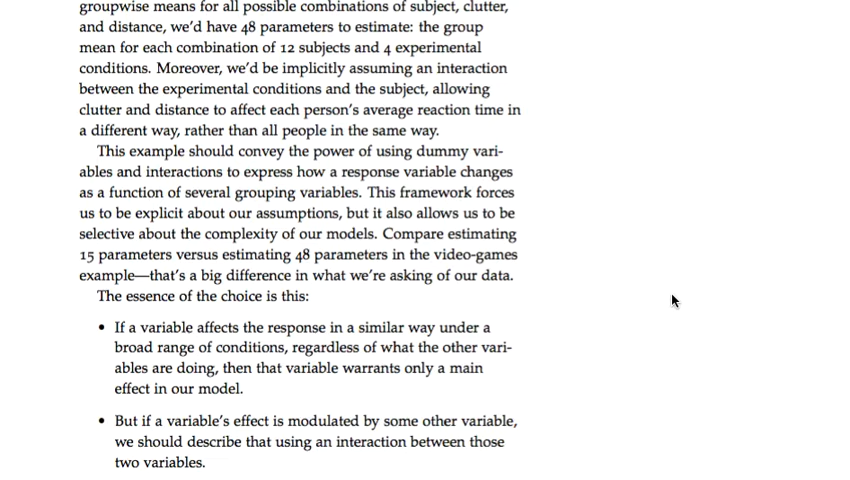 groupwise means for all possible combinations of subject, clutter,
and distance, we'd have 48 parameters to estimate: the group
mean for each combination of 12 subjects and 4 experimental
conditions. Moreover, we'd be implicitly assuming an interaction
between the experimental conditions and the subject, allowing
clutter and distance to affect each person's average reaction time in
a different way, rather than all people in the same way.
This example should convey the power of using dummy vari-
ables and interactions to express how a response variable changes
as a function of several grouping variables. This framework forces
us to be explicit about our assumptions, but it also allows us to be
selective about the complexity of our models. Compare estimating
15 parameters versus estimating 48 parameters in the video-games
example—that's a big difference in what we're asking of our data.
The essence of the choice is this:
• If a variable affects the response in a similar way under a
broad range of conditions, regardless of what the other vari-
ables are doing, then that variable warrants only a main
effect in our model.
• But if a variable's effect is modulated by some other variable,
we should describe that using an interaction between those
two variables.